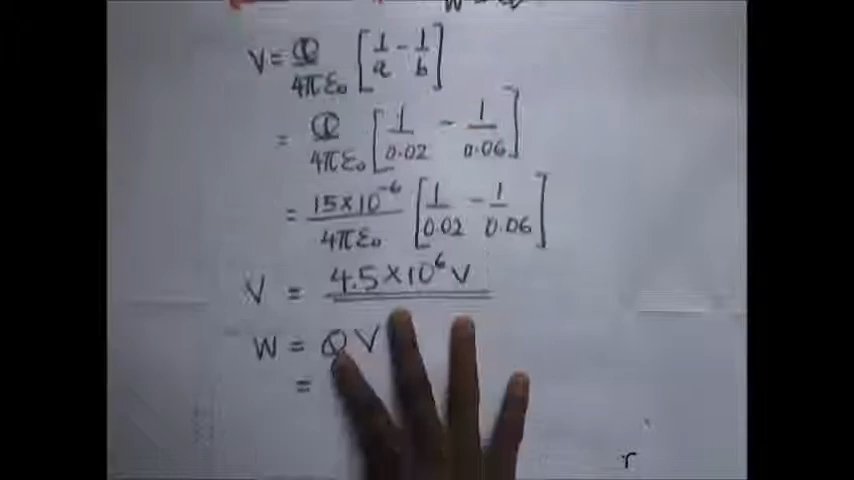 V = Q/4πε₀ [1/a - 1/b]
= Q/4πε₀ [1/0.02 - 1/0.06]
= 15×10⁻⁶/4πε₀ [1/0.02 - 1/0.06]
V = 4.5×10⁶ V
W = QV
=
r